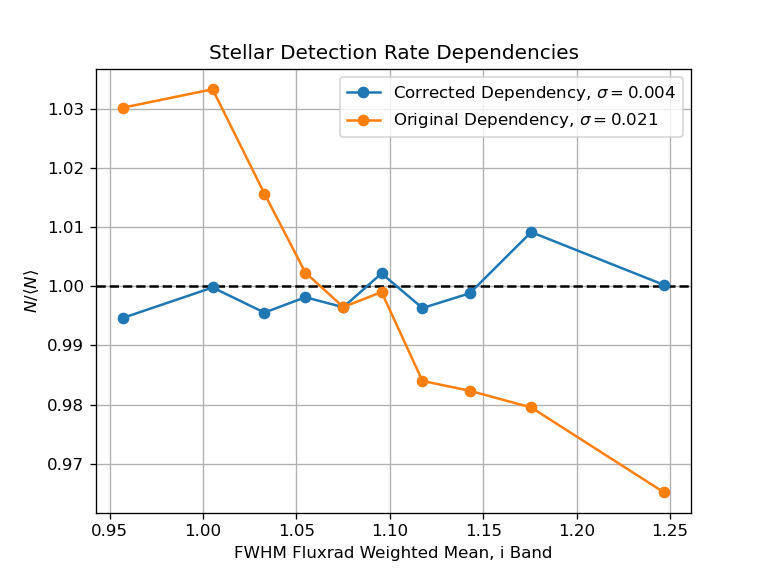 Stellar Detection Rate Dependencies
Corrected Dependency, σ = 0.004
Original Dependency, σ = 0.021
N/⟨N⟩
1.03
1.02
1.01
1.00
0.99
0.98
0.97
0.95 1.00 1.05 1.10 1.15 1.20 1.25
FWHM Fluxrad Weighted Mean, i Band